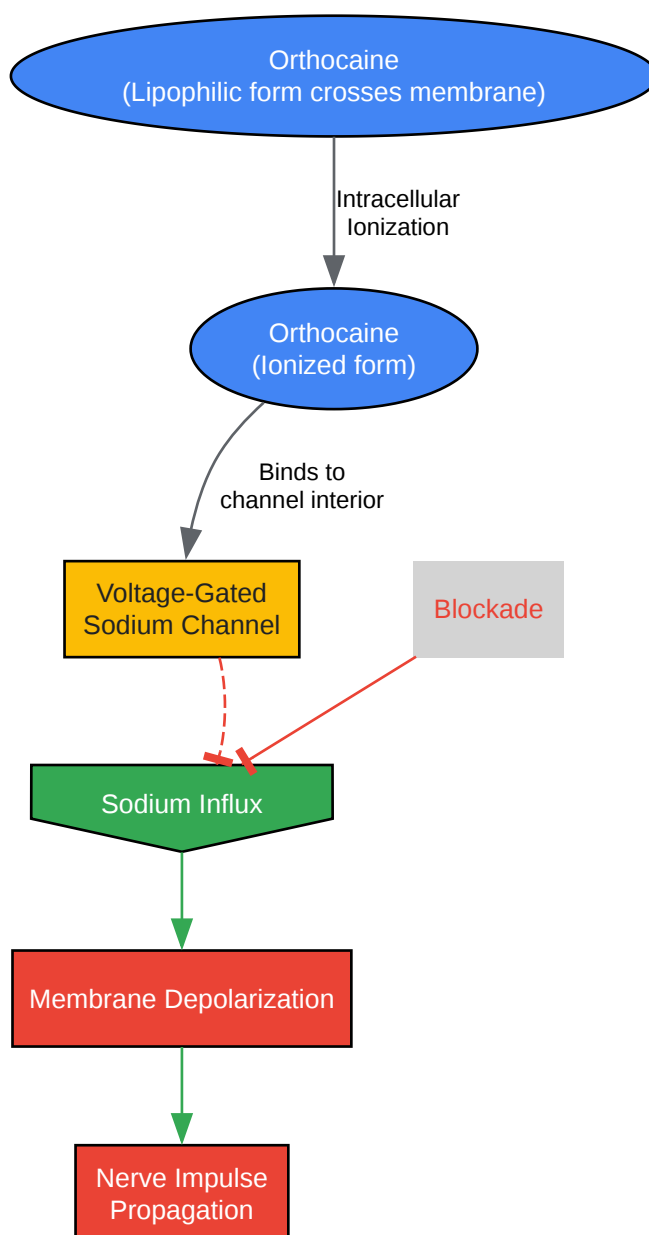 Orthocaine
(Lipophilic form crosses membrane)
Intracellular
Ionization
Orthocaine
(Ionized form)
Binds to
channel interior
Voltage-Gated
Sodium Channel
Blockade
Sodium Influx
Membrane Depolarization
Nerve Impulse
Propagation